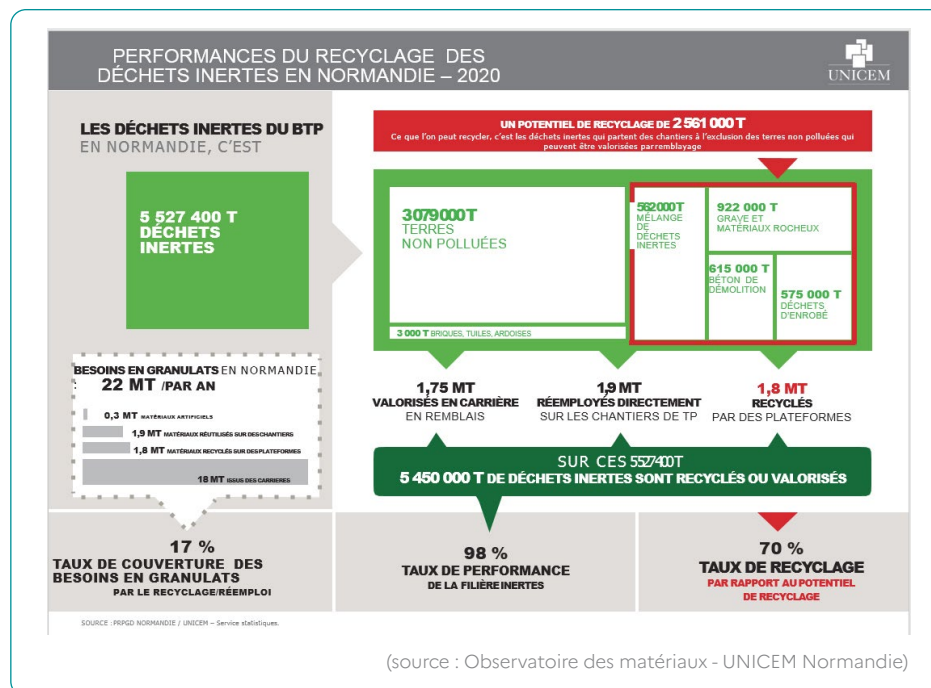 PERFORMANCES DU RECYCLAGE DES
DÉCHETS INERTES EN NORMANDIE – 2020
UNICEM
LES DÉCHETS INERTES DU BTP
EN NORMANDIE, C'EST
5 527 400 T
DÉCHETS
INERTES
UN POTENTIEL DE RECYCLAGE DE 2 561 000 T
Ce que l'on peut recycler, c'est les déchets inertes qui partent des chantiers à l'exclusion des terres non polluées qui
peuvent être valorisées parremblayage
3079000T
TERRES
NON POLLUÉES
3 000 T BRIQUES, TUILES, ARDOISES
562000T
MÉLANGE
DE
DÉCHETS
INERTES
922 000 T
GRAVE ET
MATÉRIAUX ROCHEUX
615 000 T
BÉTON DE
DÉMOLITION
575 000 T
DÉCHETS
D'ENROBÉ
BESOINS EN GRANULATS EN NORMANDIE
: 22 MT /PAR AN
0,3 MT MATÉRIAUX ARTIFICIELS
1,9 MT MATÉRIAUX RÉUTILISÉS SUR DES CHANTIERS
1,8 MT MATÉRIAUX RECYCLÉS SUR DES PLATEFORMES
18 MT ISSUS DES CARRIERES
1,75 MT
VALORISÉS EN CARRIÈRE
EN REMBLAIS
1,9 MT
RÉEMPLOYÉS DIRECTEMENT
SUR LES CHANTIERS DE TP
1,8 MT
RECYCLÉS
PAR DES PLATEFORMES
SUR CES 5527400T
5 450 000 T DE DÉCHETS INERTES SONT RECYCLÉS OU VALORISÉS
17 %
TAUX DE COUVERTURE DES
BESOINS EN GRANULATS
PAR LE RECYCLAGE/RÉEMPLOI
98 %
TAUX DE PERFORMANCE
DE LA FILIÈRE INERTES
70 %
TAUX DE RECYCLAGE
PAR RAPPORT AU POTENTIEL
DE RECYCLAGE
SOURCE : PRPGD NORMANDIE / UNICEM – Service statistiques.
(source : Observatoire des matériaux - UNICEM Normandie)